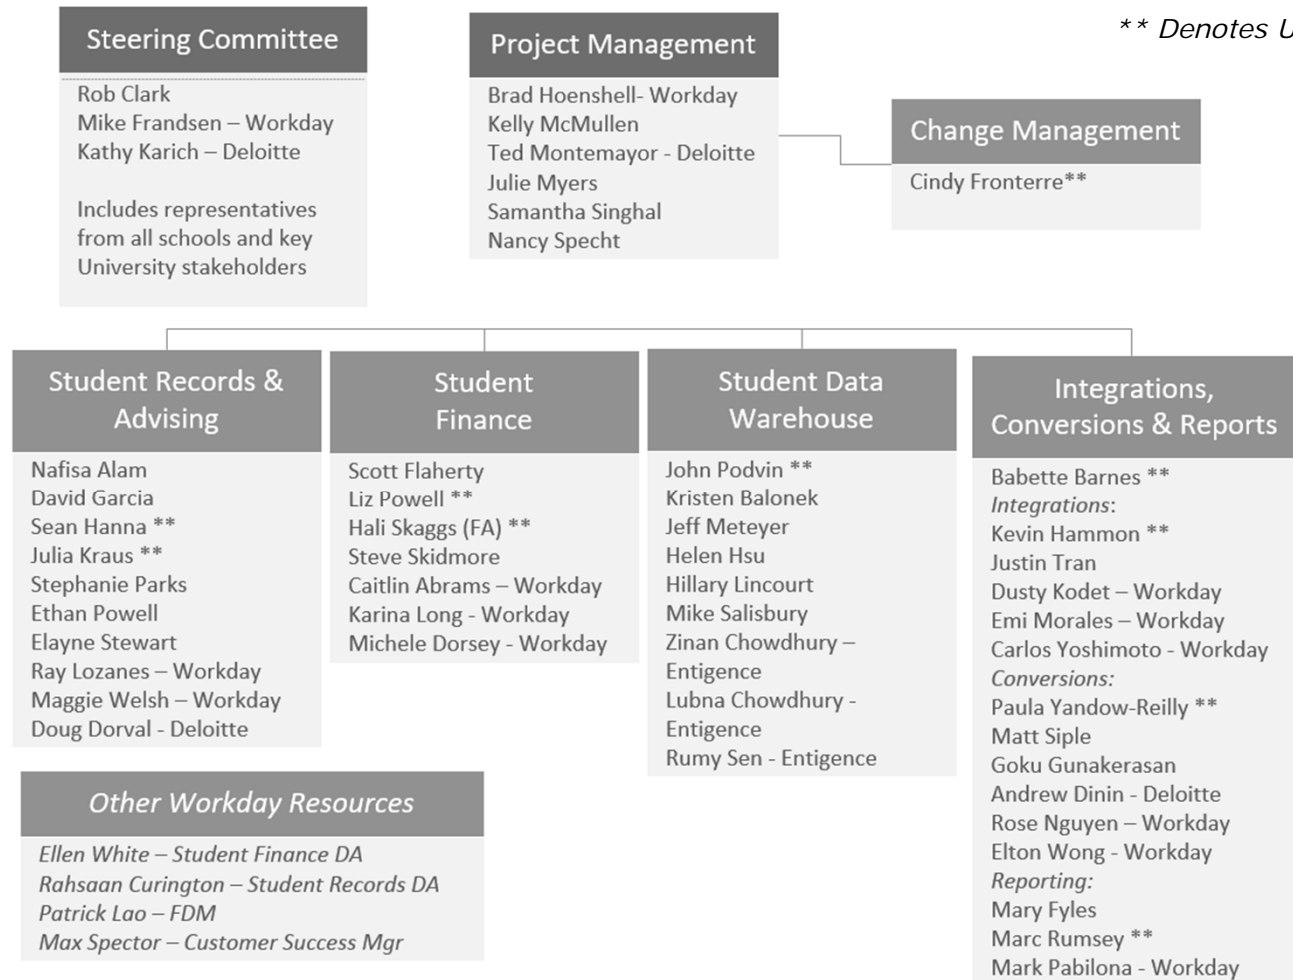 ** Denotes U
Steering Committee
Rob Clark
Mike Frandsen – Workday
Kathy Karich – Deloitte
Includes representatives
from all schools and key
University stakeholders
Project Management
Brad Hoenshell- Workday
Kelly McMullen
Ted Montemayor - Deloitte
Julie Myers
Samantha Singhal
Nancy Specht
Change Management
Cindy Fronterre**
Student Records &
Advising
Nafisa Alam
David Garcia
Sean Hanna **
Julia Kraus **
Stephanie Parks
Ethan Powell
Elayne Stewart
Ray Lozanes – Workday
Maggie Welsh – Workday
Doug Dorval - Deloitte
Student
Finance
Scott Flaherty
Liz Powell **
Hali Skaggs (FA) **
Steve Skidmore
Caitlin Abrams – Workday
Karina Long - Workday
Michele Dorsey - Workday
Student Data
Warehouse
John Podvin **
Kristen Balonek
Jeff Meteyer
Helen Hsu
Hillary Lincourt
Mike Salisbury
Zinan Chowdhury –
Entigence
Lubna Chowdhury -
Entigence
Rumy Sen - Entigence
Integrations,
Conversions & Reports
Babette Barnes **
Integrations:
Kevin Hammon **
Justin Tran
Dusty Kodet – Workday
Emi Morales – Workday
Carlos Yoshimoto - Workday
Conversions:
Paula Yandow-Reilly **
Matt Siple
Goku Gunakerasan
Andrew Dinin - Deloitte
Rose Nguyen – Workday
Elton Wong - Workday
Reporting:
Mary Fyles
Marc Rumsey **
Mark Pabilona - Workday
Other Workday Resources
Ellen White – Student Finance DA
Rahsaan Curington – Student Records DA
Patrick Lao – FDM
Max Spector – Customer Success Mgr